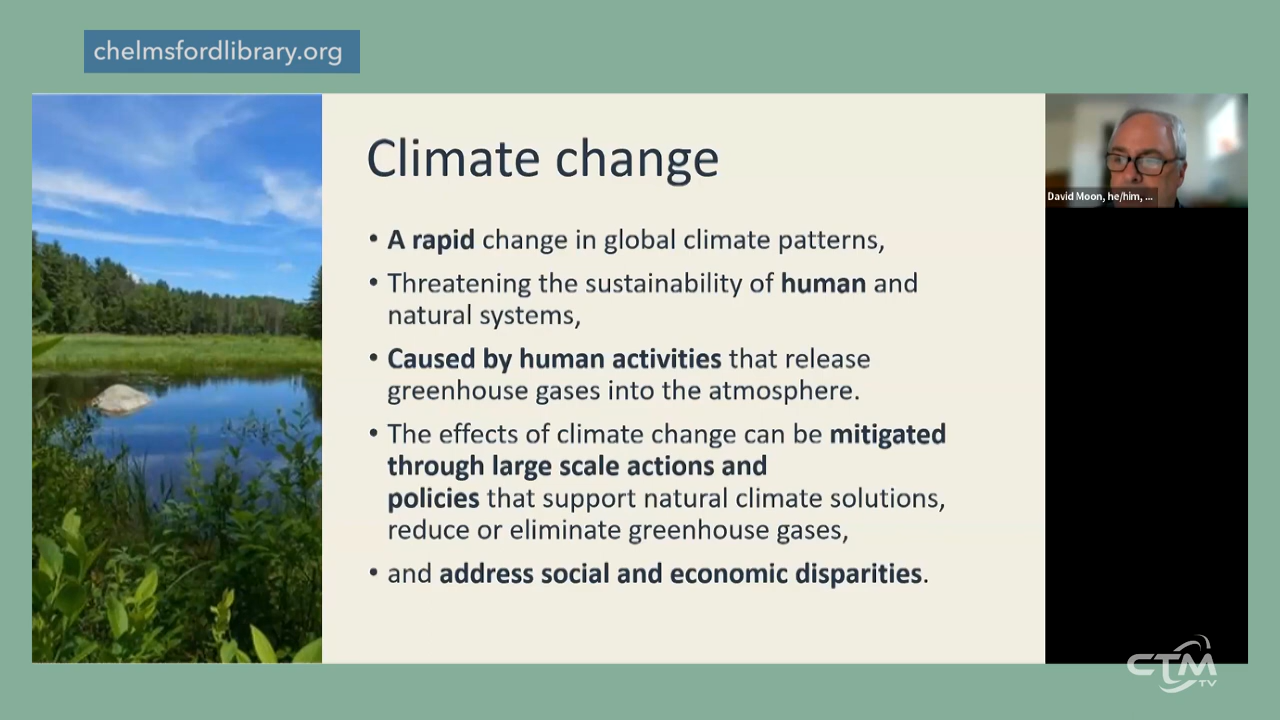 chelmsfordlibrary.org
Climate change
• A rapid change in global climate patterns,
• Threatening the sustainability of human and
natural systems,
• Caused by human activities that release
greenhouse gases into the atmosphere.
• The effects of climate change can be mitigated
through large scale actions and
policies that support natural climate solutions,
reduce or eliminate greenhouse gases,
• and address social and economic disparities.
David Moon, he/him, ...
CTM
TV